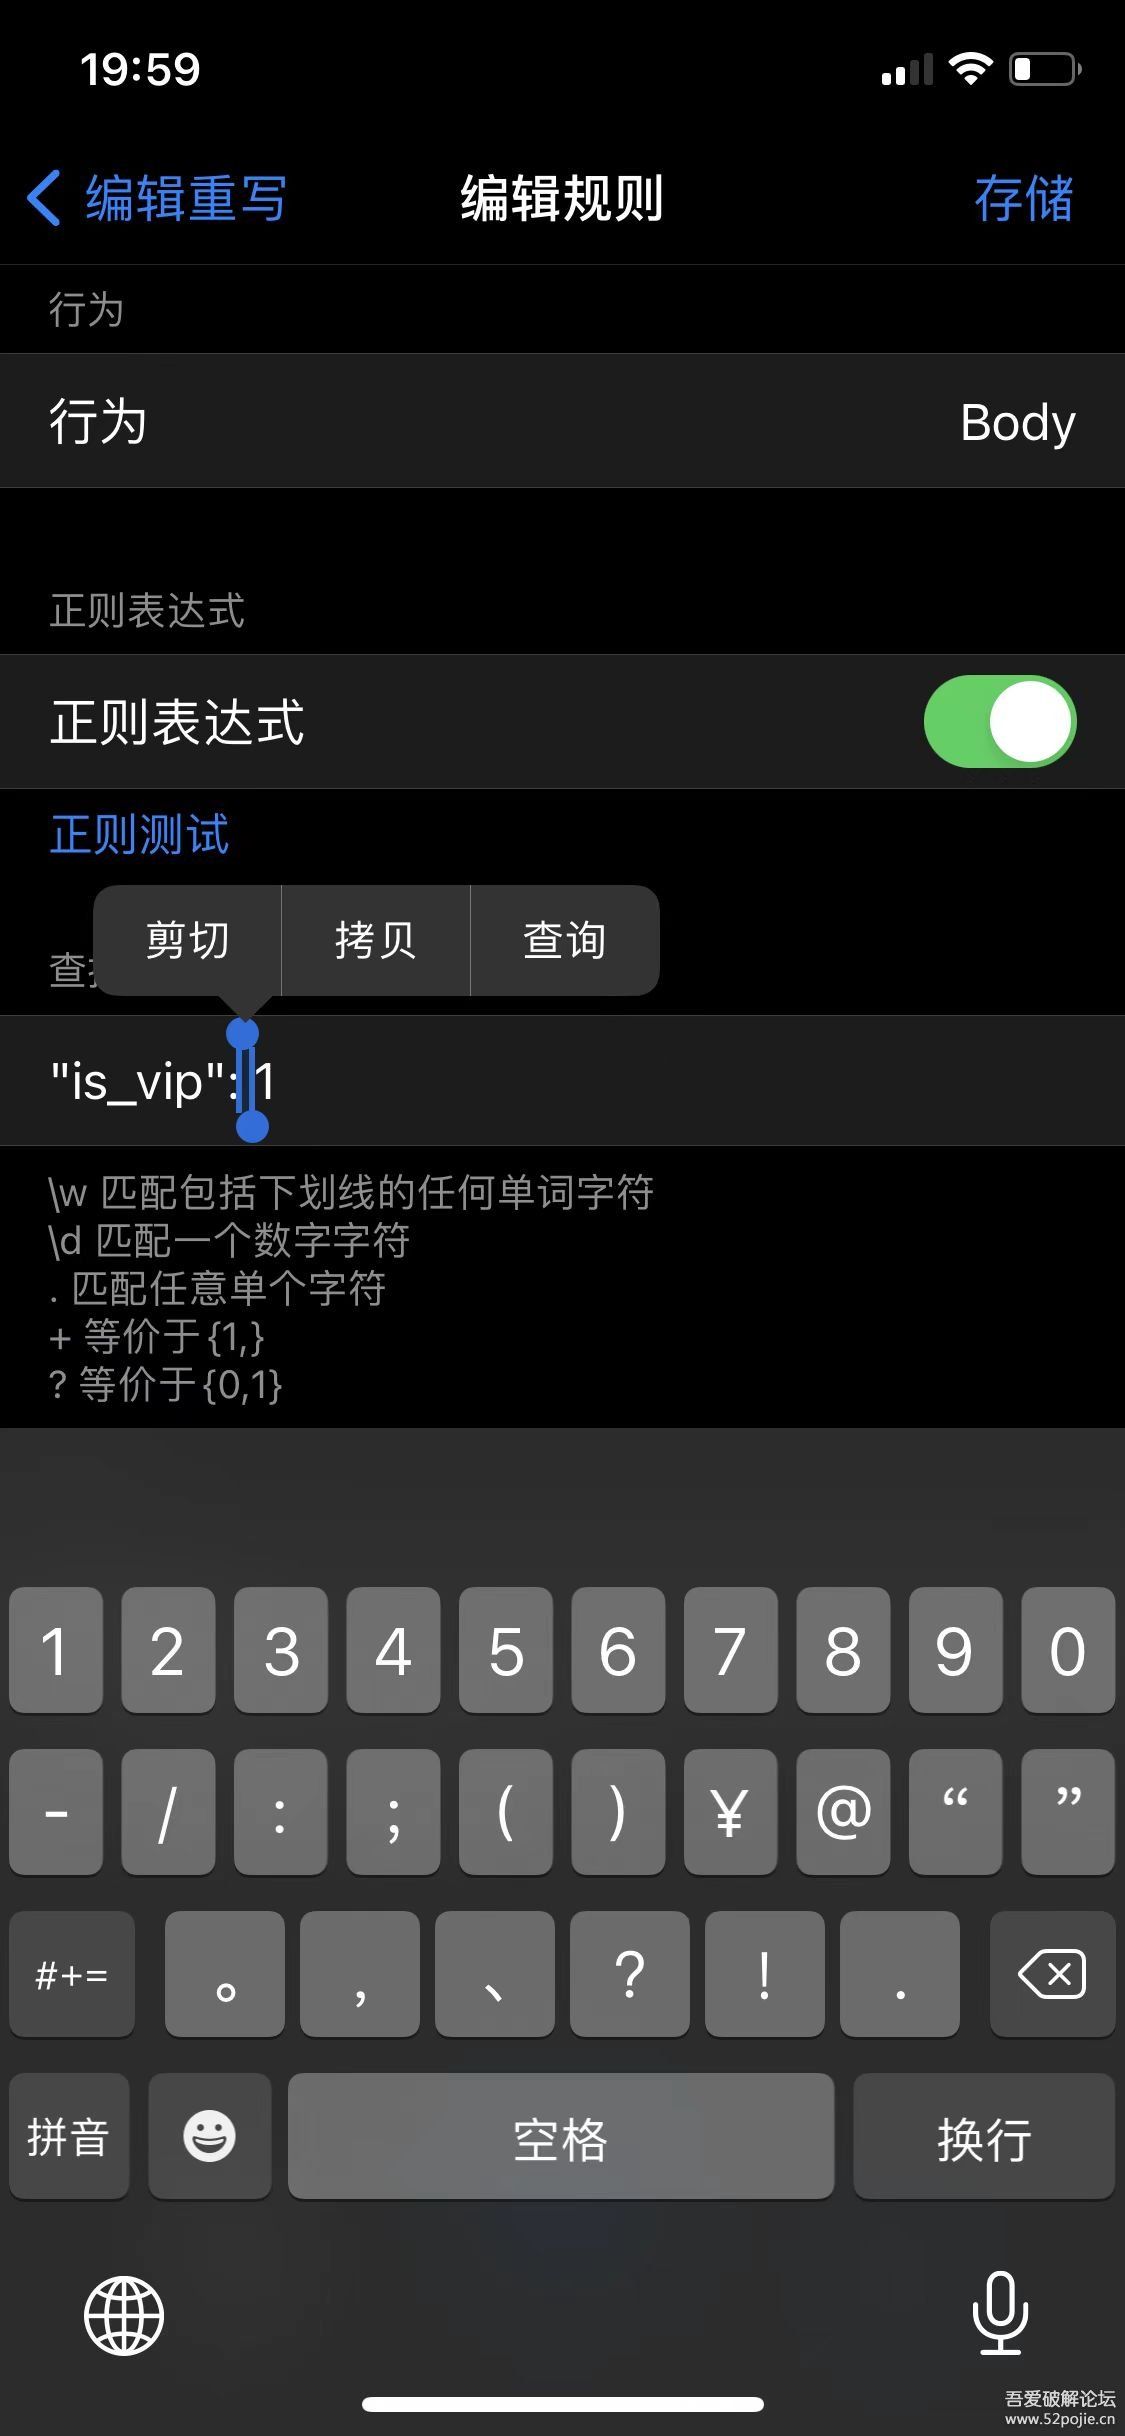 19:59
编辑重写
编辑规则
存储
行为
行为
Body
正则表达式
正则表达式
正则测试
剪切
拷贝
查询
查
"is_vip": 1
\w 匹配包括下划线的任何单词字符
\d 匹配一个数字字符
. 匹配任意单个字符
+ 等价于{1,}
? 等价于{0,1}
1 2 3 4 5 6 7 8 9 0
- / : ; ( ) ¥ @ “ ”
#+= 。 , 、 ? ! .
拼音 空格 换行
吾爱破解论坛
www.52pojie.cn